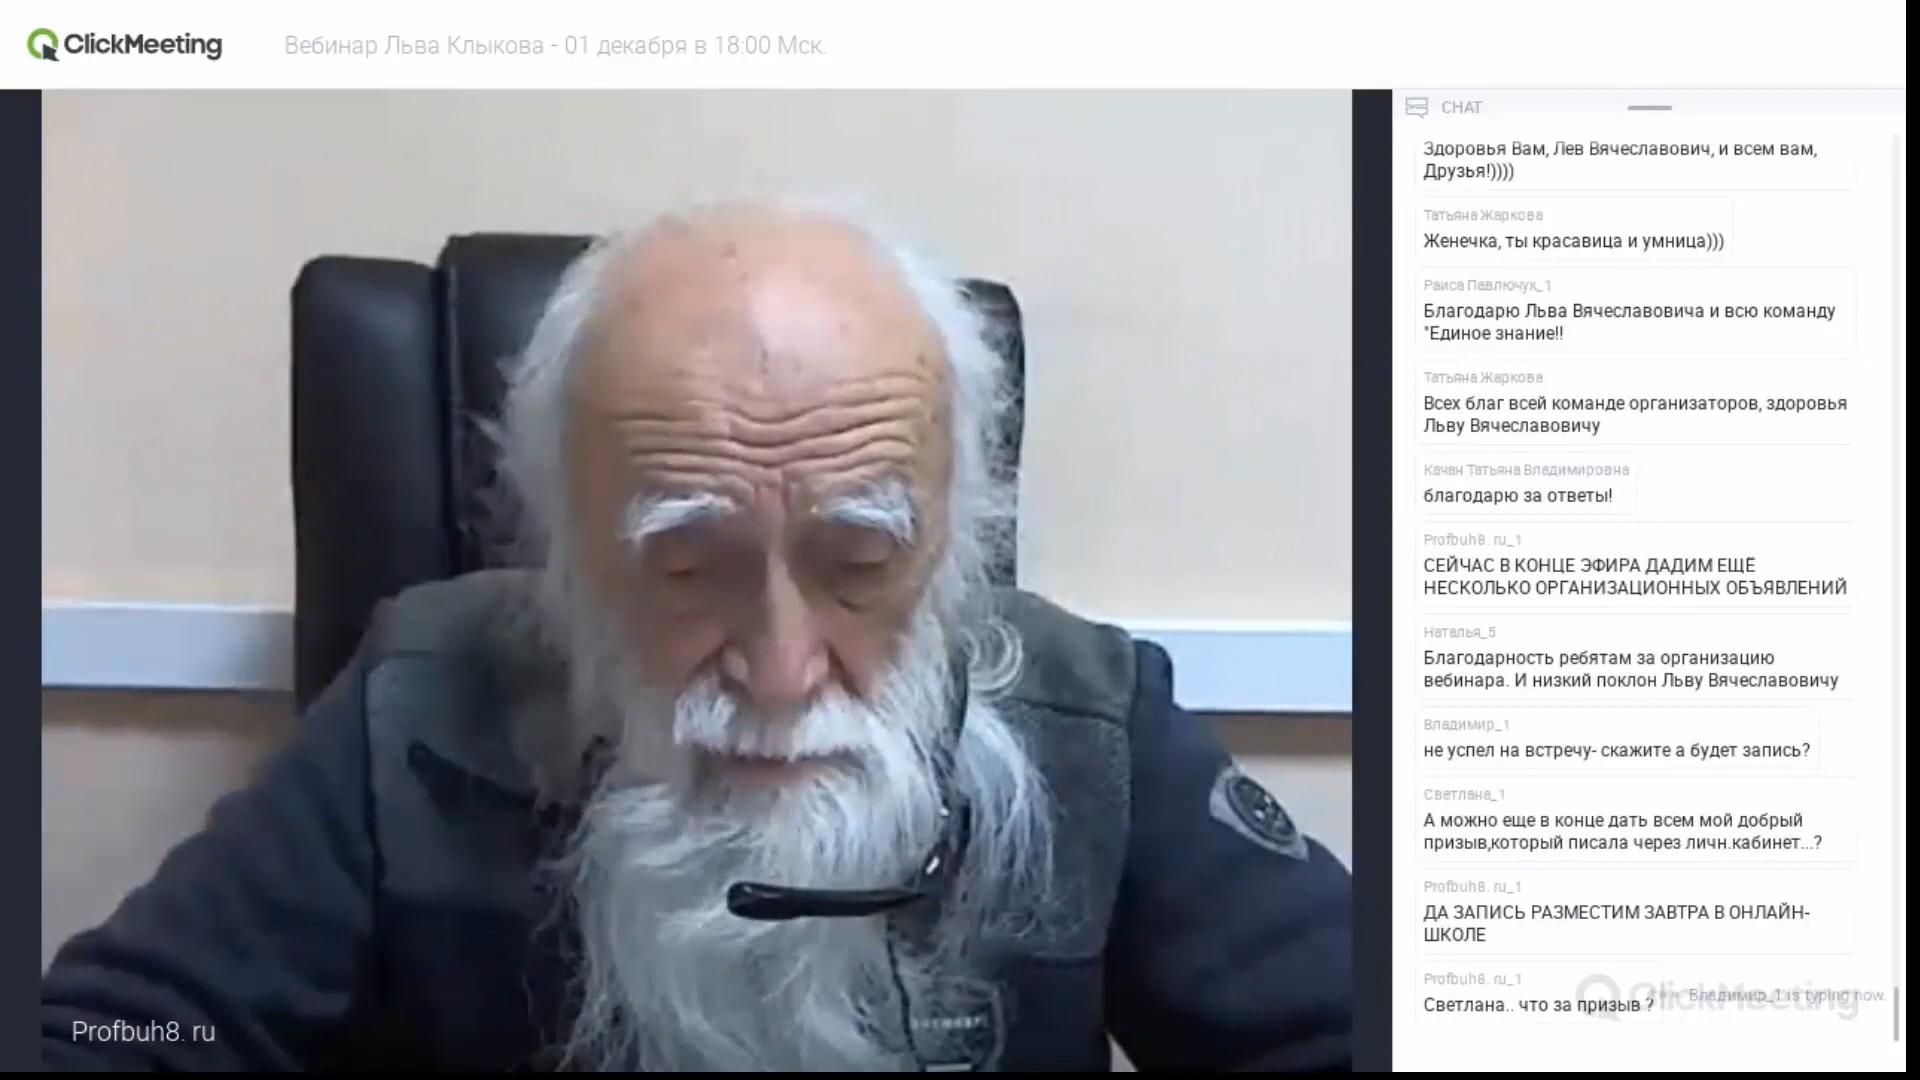 ClickMeeting
Вебинар Льва Клыкова - 01 декабря в 18:00 Мск.
Profbuh8. ru
CHAT
Здоровья Вам, Лев Вячеславович, и всем вам,
Друзья!))))
Татьяна Жаркова
Женечка, ты красавица и умница)))
Раиса Павлючук_1
Благодарю Льва Вячеславовича и всю команду
"Единое знание!!
Татьяна Жаркова
Всех благ всей команде организаторов, здоровья
Льву Вячеславовичу
Качан Татьяна Владимировна
благодарю за ответы!
Profbuh8. ru_1
СЕЙЧАС В КОНЦЕ ЭФИРА ДАДИМ ЕЩЁ
НЕСКОЛЬКО ОРГАНИЗАЦИОННЫХ ОБЪЯВЛЕНИЙ
Наталья_5
Благодарность ребятам за организацию
вебинара. И низкий поклон Льву Вячеславовичу
Владимир_1
не успел на встречу- скажите а будет запись?
Светлана_1
А можно еще в конце дать всем мой добрый
призыв,который писала через личн.кабинет...?
Profbuh8. ru_1
ДА ЗАПИСЬ РАЗМЕСТИМ ЗАВТРА В ОНЛАЙН-
ШКОЛЕ
Profbuh8. ru_1
Светлана.. что за призыв ?
Владимир_1 is typing now.
ClickMeeting